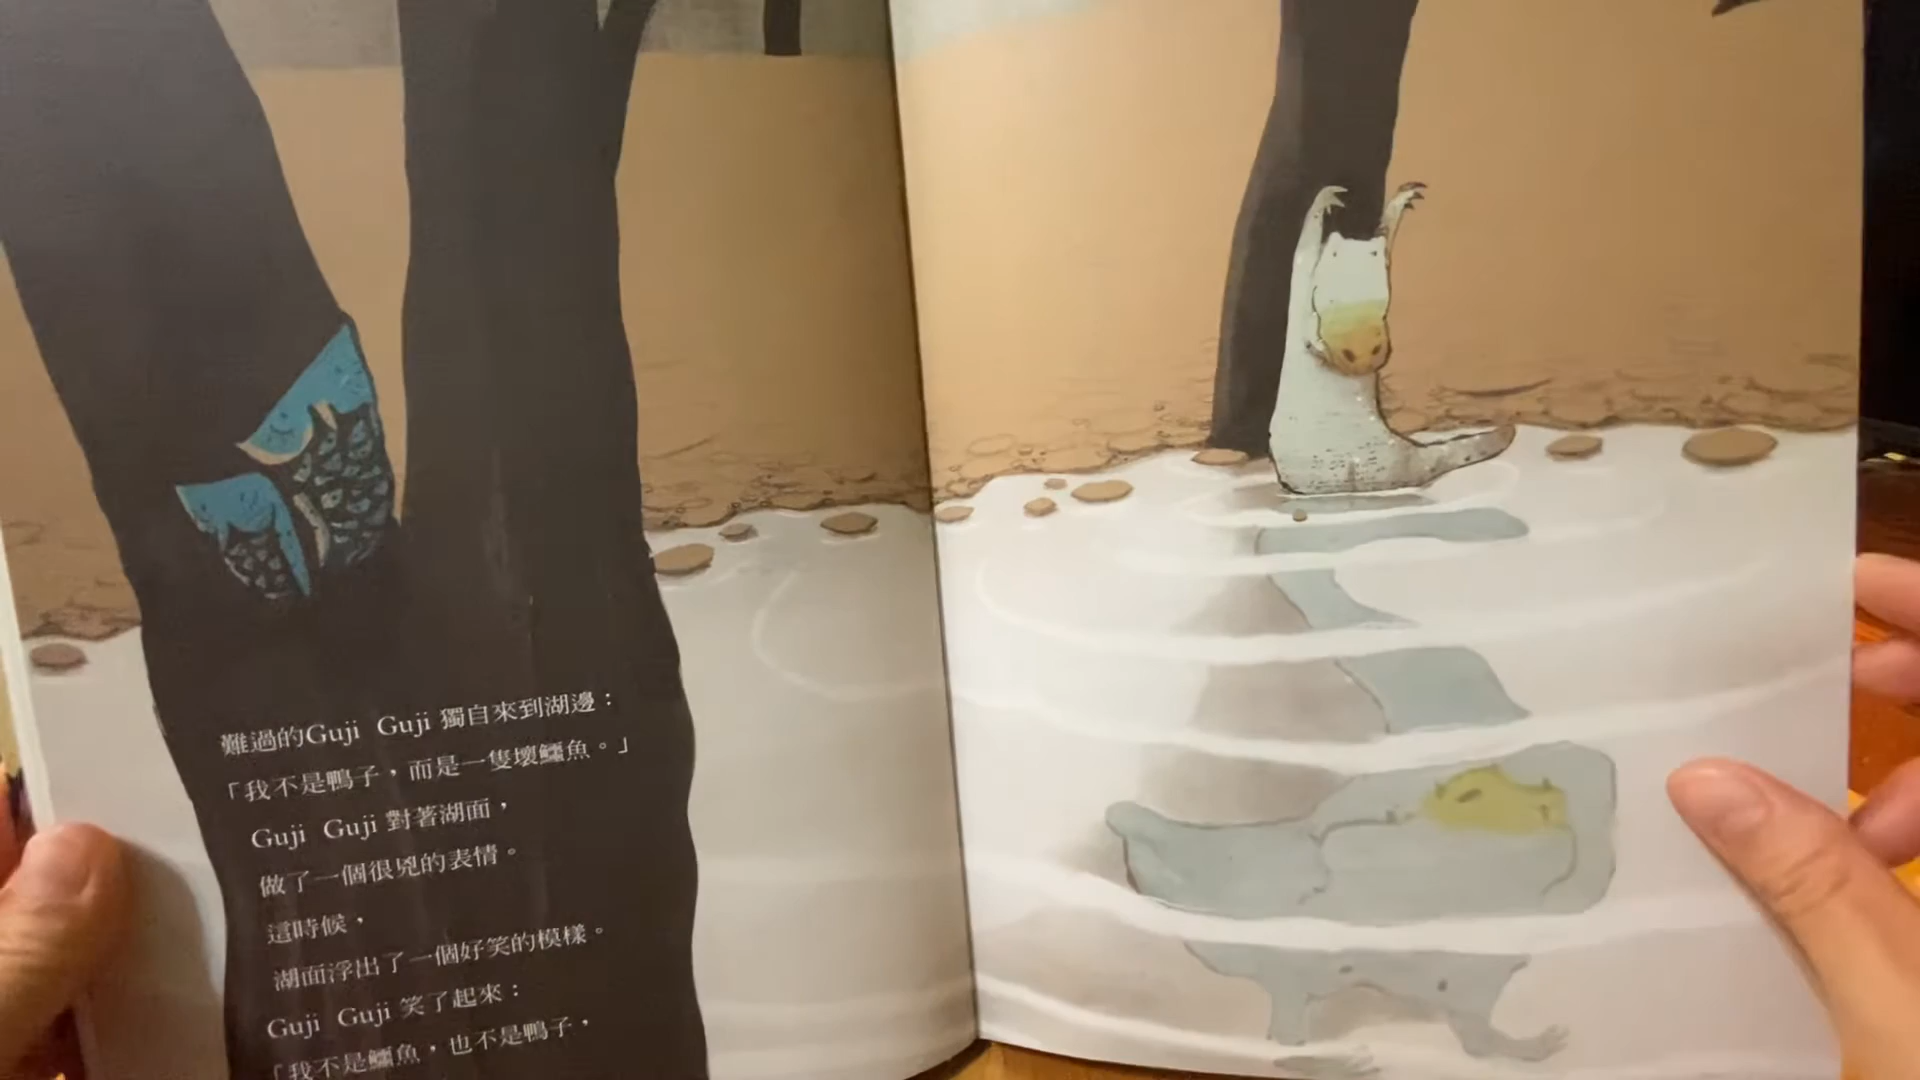 難過的Guji Guji 獨自來到湖邊：
「我不是鴨子，而是一隻壞鱷魚。」
Guji Guji 對著湖面，
做了一個很兇的表情。
這時候，
湖面浮出了一個好笑的模樣。
Guji Guji 笑了起來：
「我不是鱷魚，也不是鴨子，